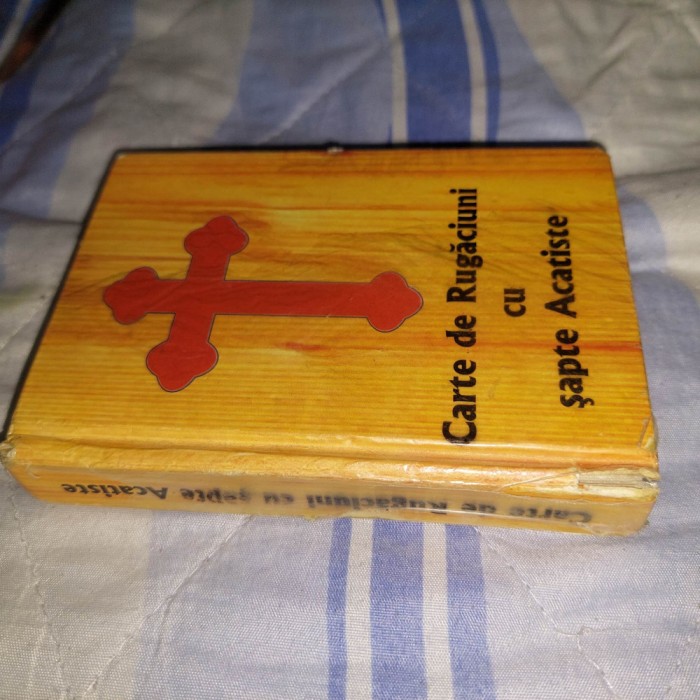 Carte de Rugăciuni
cu
şapte Acatiste
Carte de Rugăciuni cu şapte Acatiste